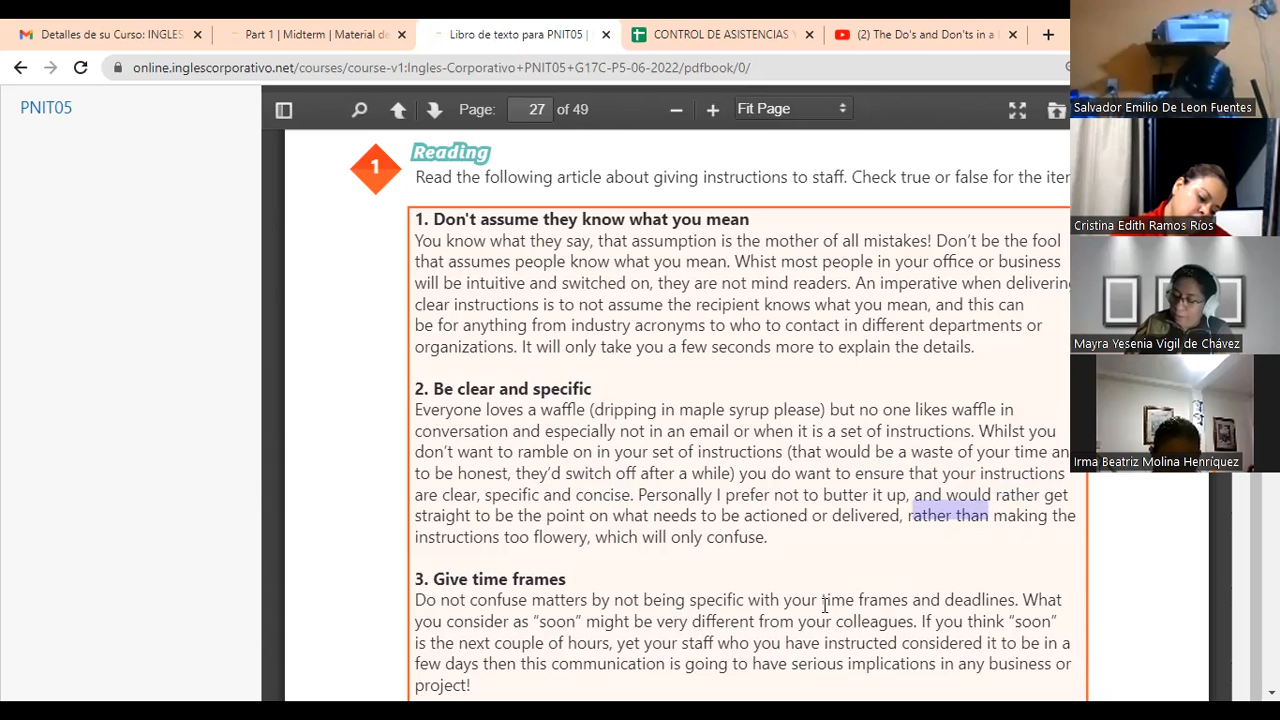 Detalles de su Curso: INGLES
Part 1 | Midterm | Material de
Libro de texto para PNIT05 |
CONTROL DE ASISTENCIAS
(2) The Do's and Don'ts in a
online.inglescorporativo.net/courses/course-v1:Ingles-Corporativo+PNIT05+G17C-P5-06-2022/pdfbook/0/
PNIT05
Page: 27 of 49
Fit Page
1 Reading
Read the following article about giving instructions to staff. Check true or false for the iter
1. Don't assume they know what you mean
You know what they say, that assumption is the mother of all mistakes! Don’t be the fool
that assumes people know what you mean. Whist most people in your office or business
will be intuitive and switched on, they are not mind readers. An imperative when delivering
clear instructions is to not assume the recipient knows what you mean, and this can
be for anything from industry acronyms to who to contact in different departments or
organizations. It will only take you a few seconds more to explain the details.
2. Be clear and specific
Everyone loves a waffle (dripping in maple syrup please) but no one likes waffle in
conversation and especially not in an email or when it is a set of instructions. Whilst you
don’t want to ramble on in your set of instructions (that would be a waste of your time an
to be honest, they’d switch off after a while) you do want to ensure that your instructions
are clear, specific and concise. Personally I prefer not to butter it up, and would rather get
straight to be the point on what needs to be actioned or delivered, rather than making the
instructions too flowery, which will only confuse.
3. Give time frames
Do not confuse matters by not being specific with your time frames and deadlines. What
you consider as “soon” might be very different from your colleagues. If you think “soon”
is the next couple of hours, yet your staff who you have instructed considered it to be in a
few days then this communication is going to have serious implications in any business or
project!
Salvador Emilio De Leon Fuentes
Cristina Edith Ramos Ríos
Mayra Yesenia Vigil de Chávez
Irma Beatriz Molina Henríquez